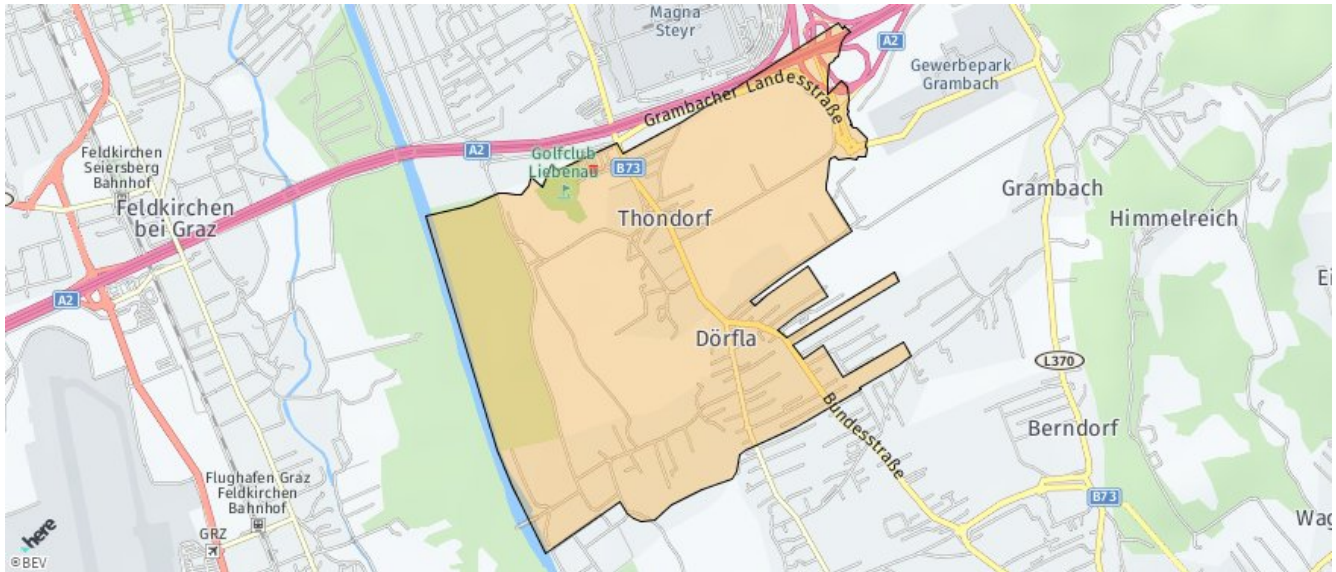 Magna
Steyr
A2
Gewerbepark
Grambach
Grambacher Landesstraße
Feldkirchen
Seiersberg
Bahnhof
A2
Golfclub
Liebenau
B73
Grambach
Feldkirchen
bei Graz
Thondorf
Himmelreich
A2
Ei
Dörfla
L370
Bundesstraße
Berndorf
Flughafen Graz
Feldkirchen
Bahnhof
B73
GRZ
Wag
here
©BEV